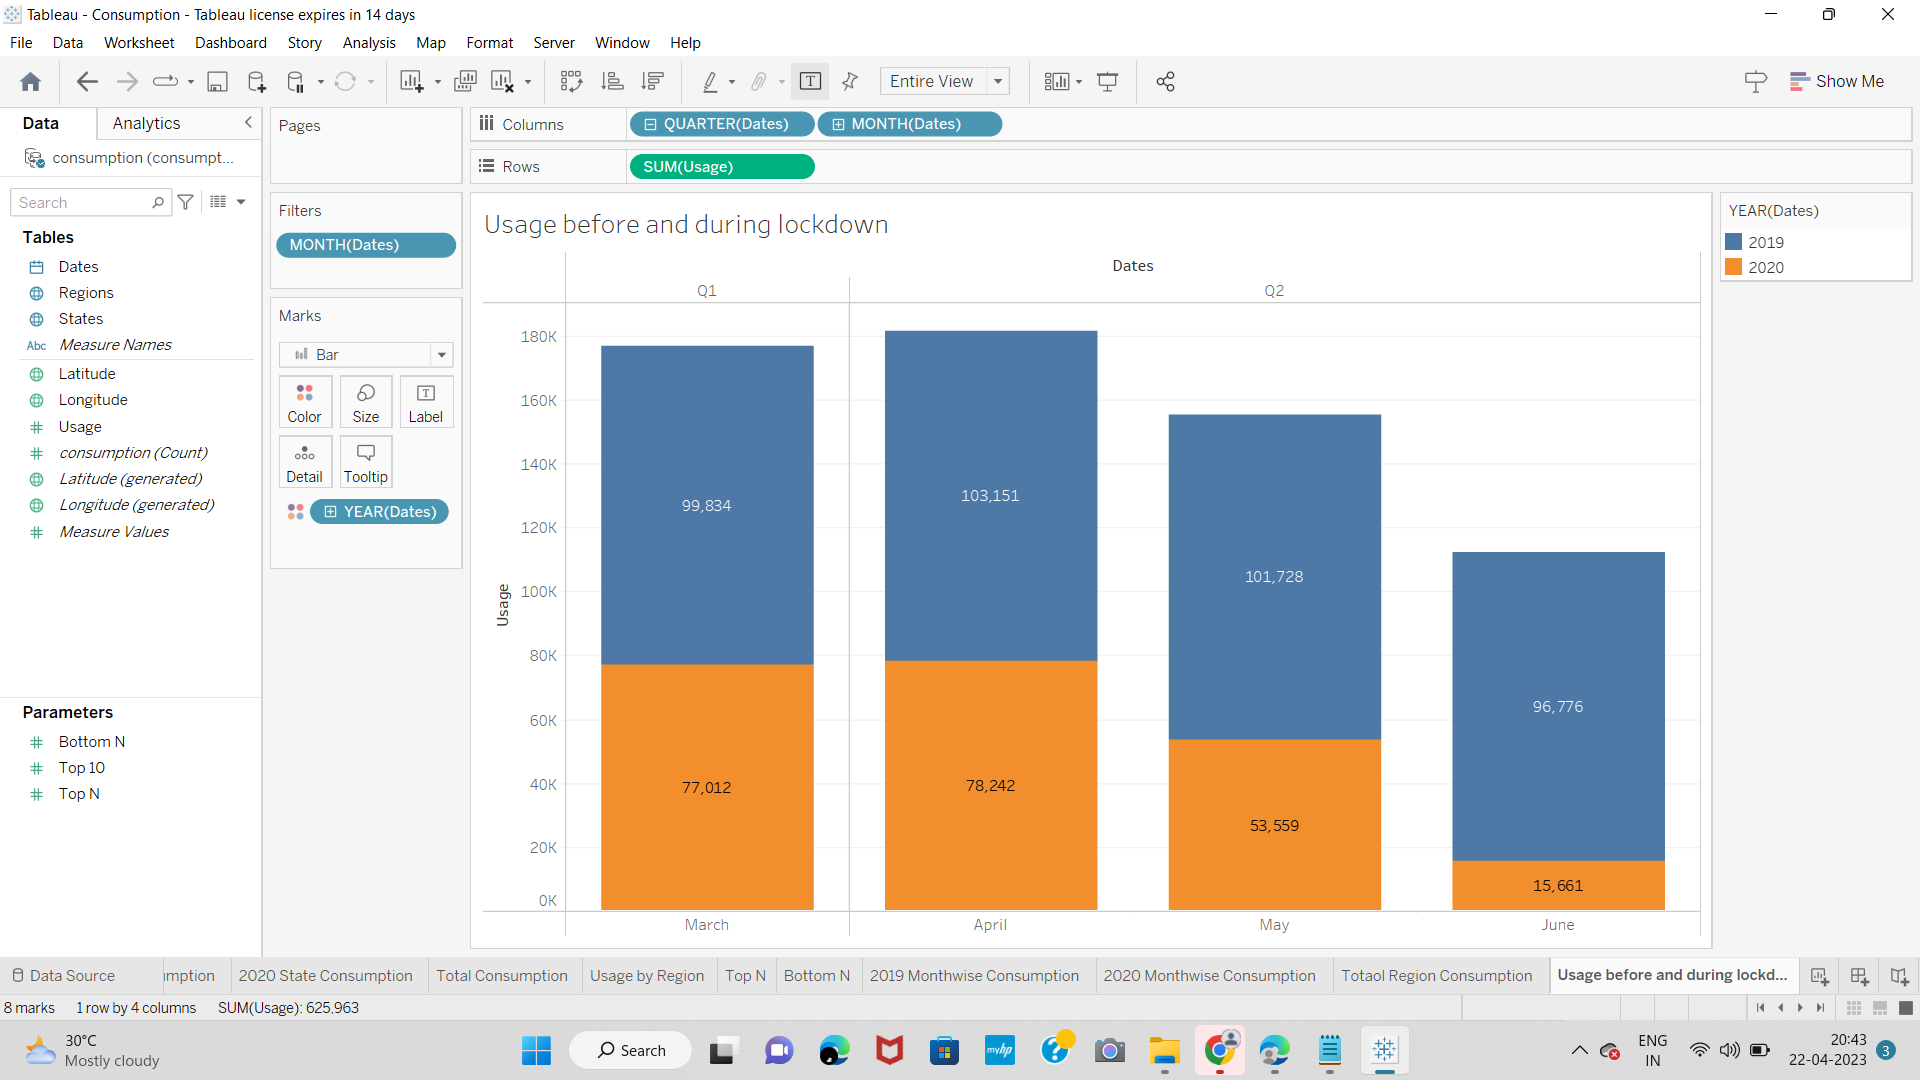 Tableau - Consumption - Tableau license expires in 14 days
File Data Worksheet Dashboard Story Analysis Map Format Server Window Help
Entire View
Show Me
Data Analytics
Pages
Columns QUARTER(Dates) MONTH(Dates)
consumption (consumpt...
Rows SUM(Usage)
Search
Filters
MONTH(Dates)
Tables
Dates
Regions
States
Abc Measure Names
Latitude
Longitude
Usage
consumption (Count)
Latitude (generated)
Longitude (generated)
Measure Values
Parameters
Bottom N
Top 10
Top N
Marks
Bar
Color Size Label
Detail Tooltip
YEAR(Dates)
Usage before and during lockdown
Dates
Q1 Q2
180K
160K
140K
120K
100K
80K
60K
40K
20K
0K
Usage
99,834
103,151
101,728
96,776
77,012
78,242
53,559
15,661
March April May June
YEAR(Dates)
2019
2020
Data Source mption 2020 State Consumption Total Consumption Usage by Region Top N Bottom N 2019 Monthwise Consumption 2020 Monthwise Consumption Totaol Region Consumption Usage before and during lockd...
8 marks 1 row by 4 columns SUM(Usage): 625,963
30°C
Mostly cloudy
Search
myhp
ENG
IN
20:43
22-04-2023
3